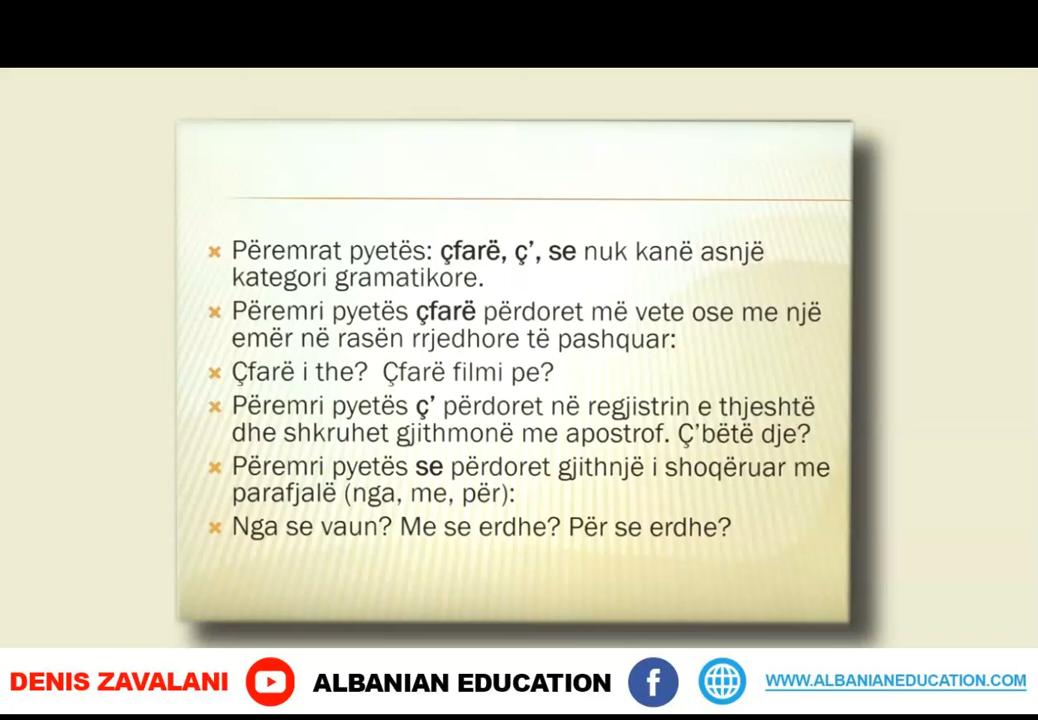 Përemrat pyetës: çfarë, ç’, se nuk kanë asnjë
kategori gramatikore.
Përemri pyetës çfarë përdoret më vete ose me një
emër në rasën rrjedhore të pashquar:
Çfarë i the? Çfarë filmi pe?
Përemri pyetës ç’ përdoret në regjistrin e thjeshtë
dhe shkruhet gjithmonë me apostrof. Ç’bëtë dje?
Përemri pyetës se përdoret gjithnjë i shoqëruar me
parafjalë (nga, me, për):
Nga se vaun? Me se erdhe? Për se erdhe?
DENIS ZAVALANI ALBANIAN EDUCATION WWW.ALBANIANEDUCATION.COM